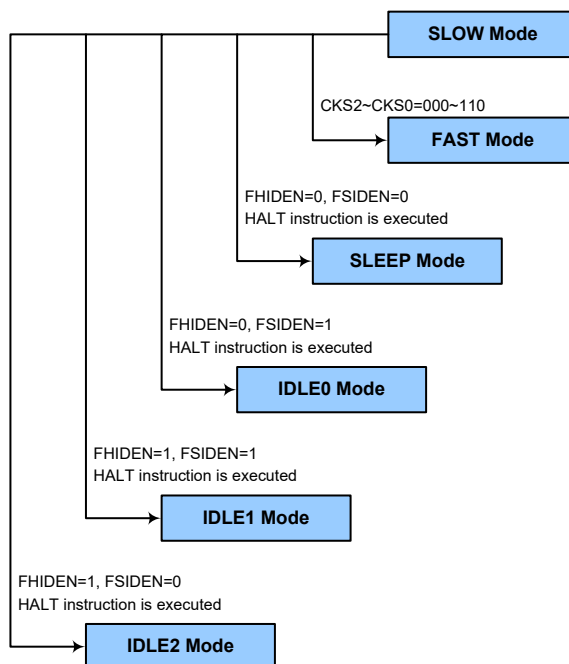 SLOW Mode
CKS2~CKS0=000~110
FAST Mode
FHIDEN=0, FSIDEN=0
HALT instruction is executed
SLEEP Mode
FHIDEN=0, FSIDEN=1
HALT instruction is executed
IDLE0 Mode
FHIDEN=1, FSIDEN=1
HALT instruction is executed
IDLE1 Mode
FHIDEN=1, FSIDEN=0
HALT instruction is executed
IDLE2 Mode